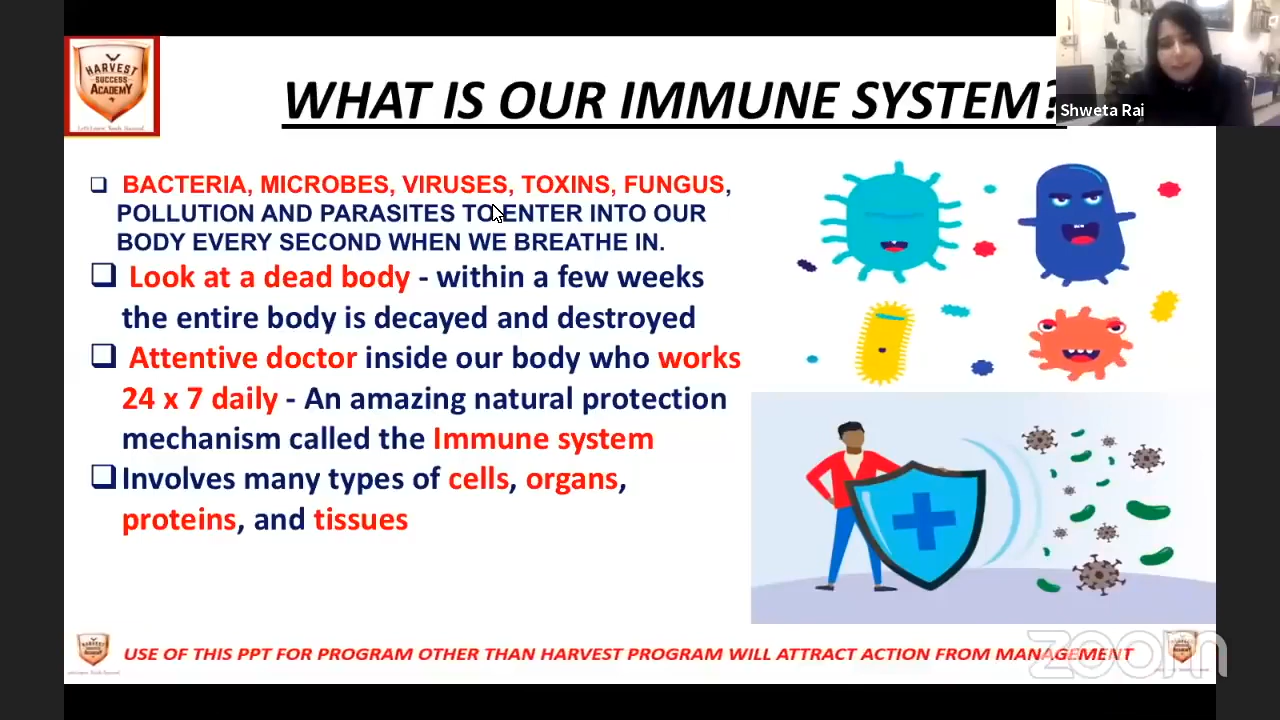 HARVEST
SUCCESS
ACADEMY
WHAT IS OUR IMMUNE SYSTEM?
Shweta Rai
BACTERIA, MICROBES, VIRUSES, TOXINS, FUNGUS,
POLLUTION AND PARASITES TO ENTER INTO OUR
BODY EVERY SECOND WHEN WE BREATHE IN.
Look at a dead body - within a few weeks
the entire body is decayed and destroyed
Attentive doctor inside our body who works
24 x 7 daily - An amazing natural protection
mechanism called the Immune system
Involves many types of cells, organs,
proteins, and tissues
USE OF THIS PPT FOR PROGRAM OTHER THAN HARVEST PROGRAM WILL ATTRACT ACTION FROM MANAGEMENT
zoom